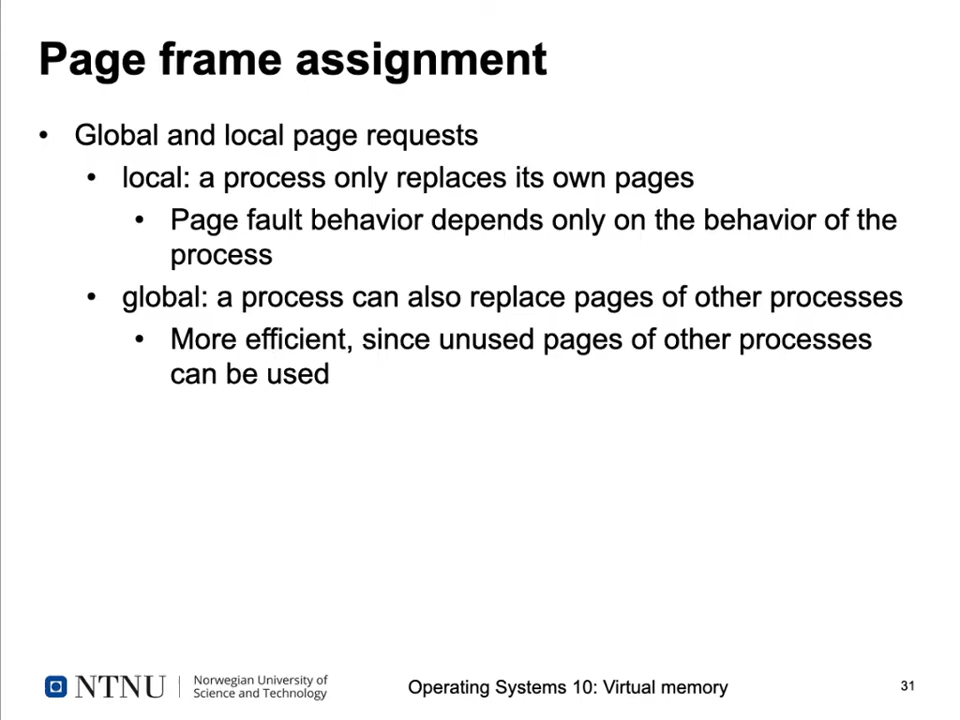 Page frame assignment
• Global and local page requests
• local: a process only replaces its own pages
• Page fault behavior depends only on the behavior of the
process
• global: a process can also replace pages of other processes
• More efficient, since unused pages of other processes
can be used
NTNU
Norwegian University of
Science and Technology
Operating Systems 10: Virtual memory
31